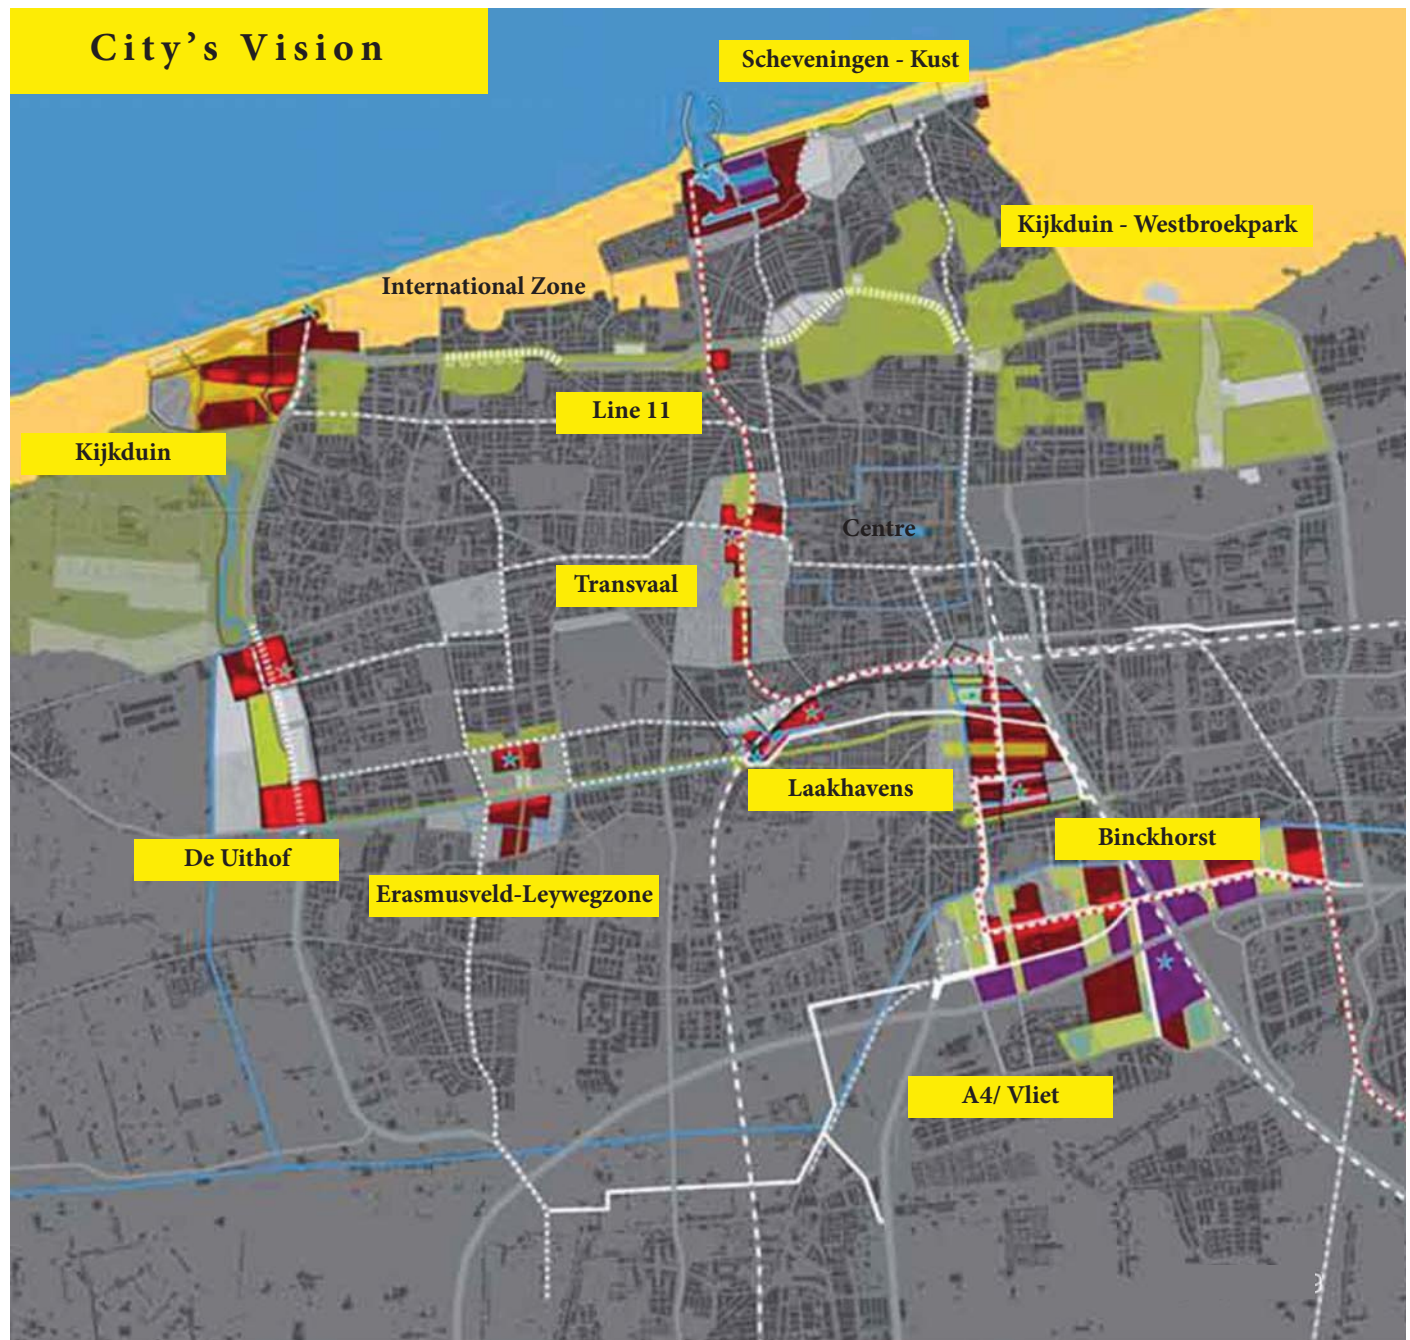 City's Vision
Scheveningen - Kust
Kijkduin - Westbroekpark
International Zone
Line 11
Kijkduin
Centre
Transvaal
Laakhavens
Binckhorst
De Uithof
Erasmusveld-Leywegzone
A4/ Vliet